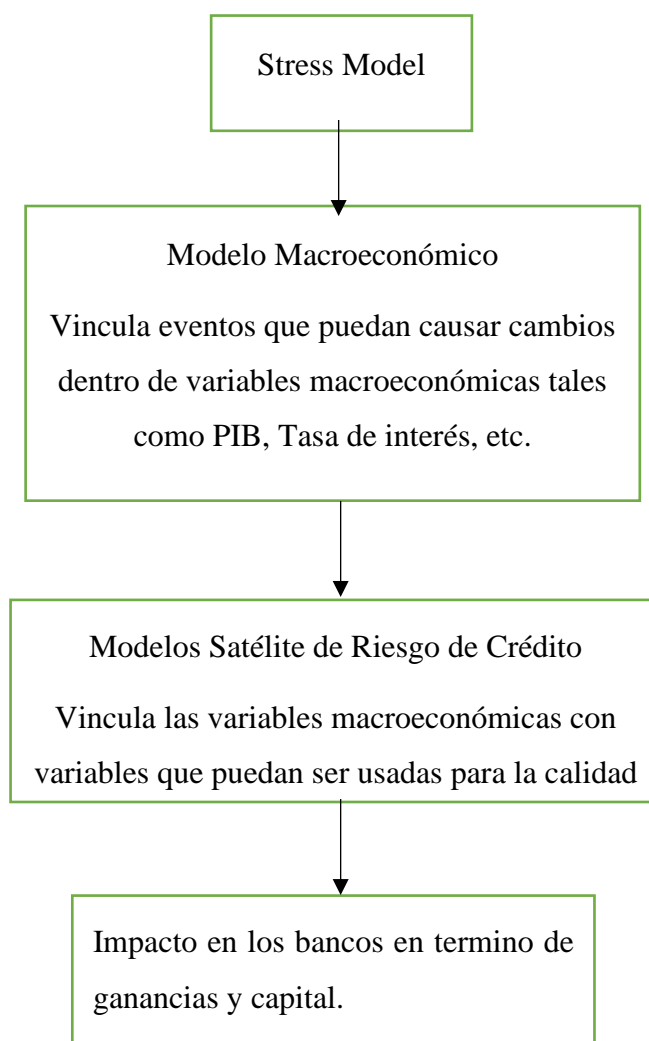 Stress Model
Modelo Macroeconómico
Vincula eventos que puedan causar cambios
dentro de variables macroeconómicas tales
como PIB, Tasa de interés, etc.
Modelos Satélite de Riesgo de Crédito
Vincula las variables macroeconómicas con
variables que puedan ser usadas para la calidad
Impacto en los bancos en termino de
ganancias y capital.